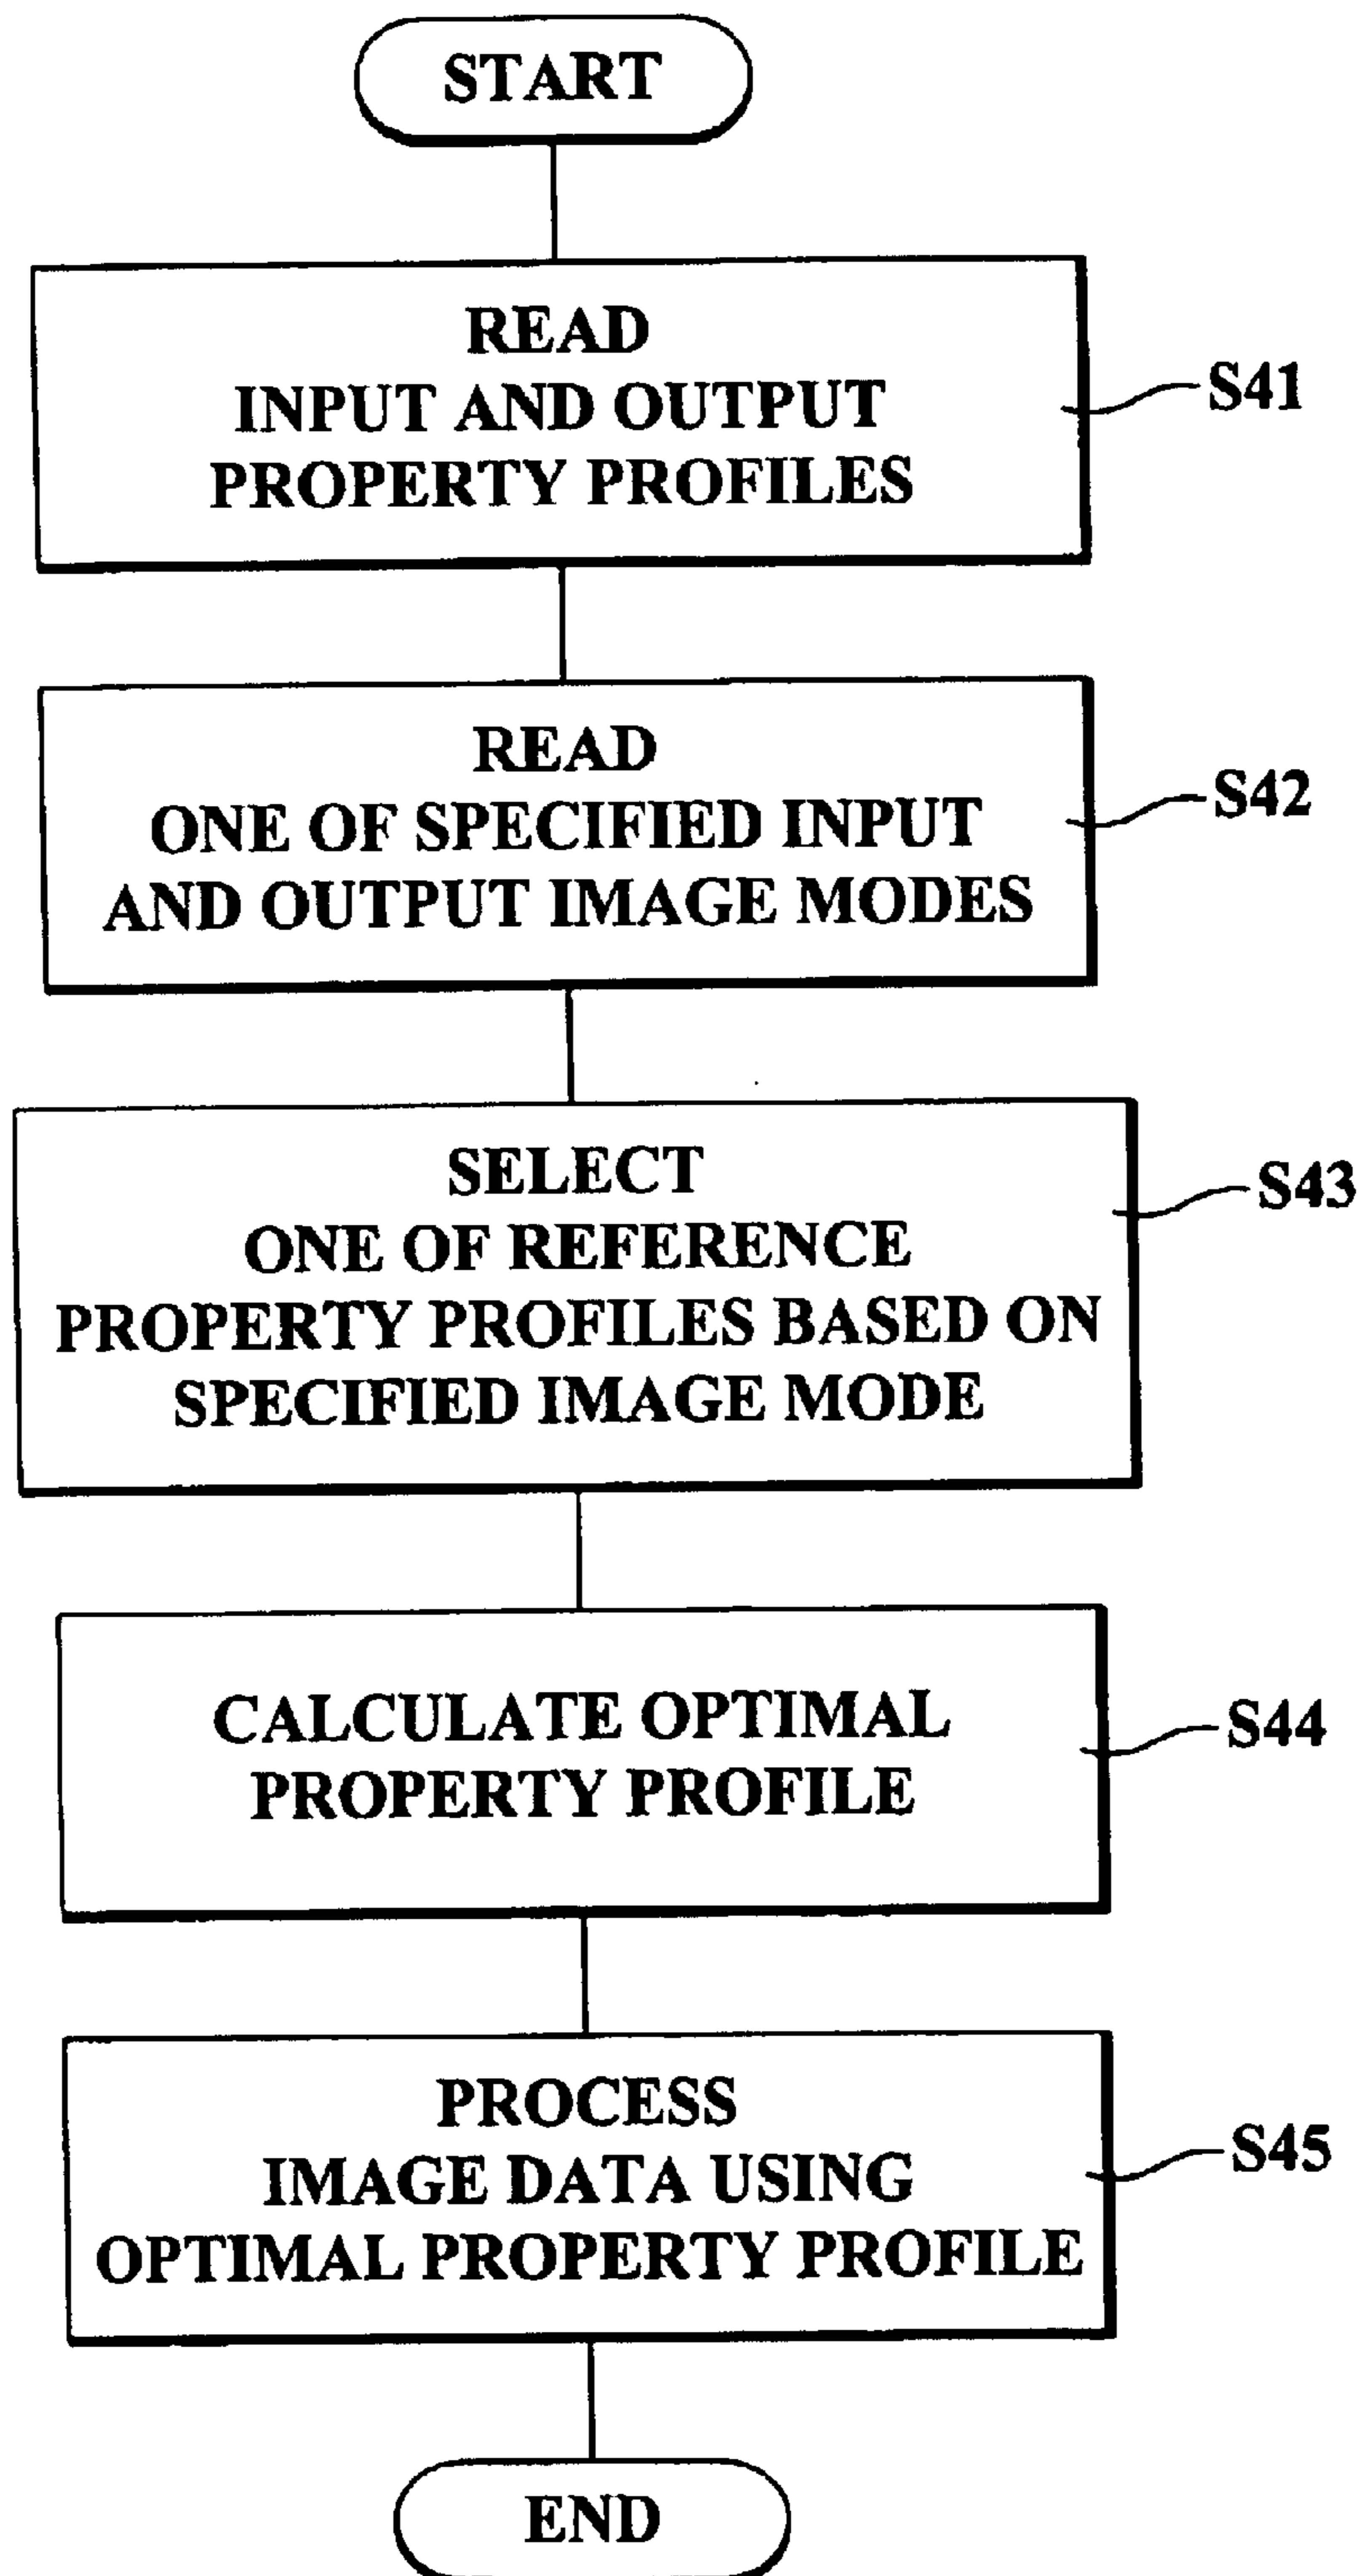 START
READ
INPUT AND OUTPUT
PROPERTY PROFILES
S41
READ
ONE OF SPECIFIED INPUT
AND OUTPUT IMAGE MODES
S42
SELECT
ONE OF REFERENCE
PROPERTY PROFILES BASED ON
SPECIFIED IMAGE MODE
S43
CALCULATE OPTIMAL
PROPERTY PROFILE
S44
PROCESS
IMAGE DATA USING
OPTIMAL PROPERTY PROFILE
S45
END